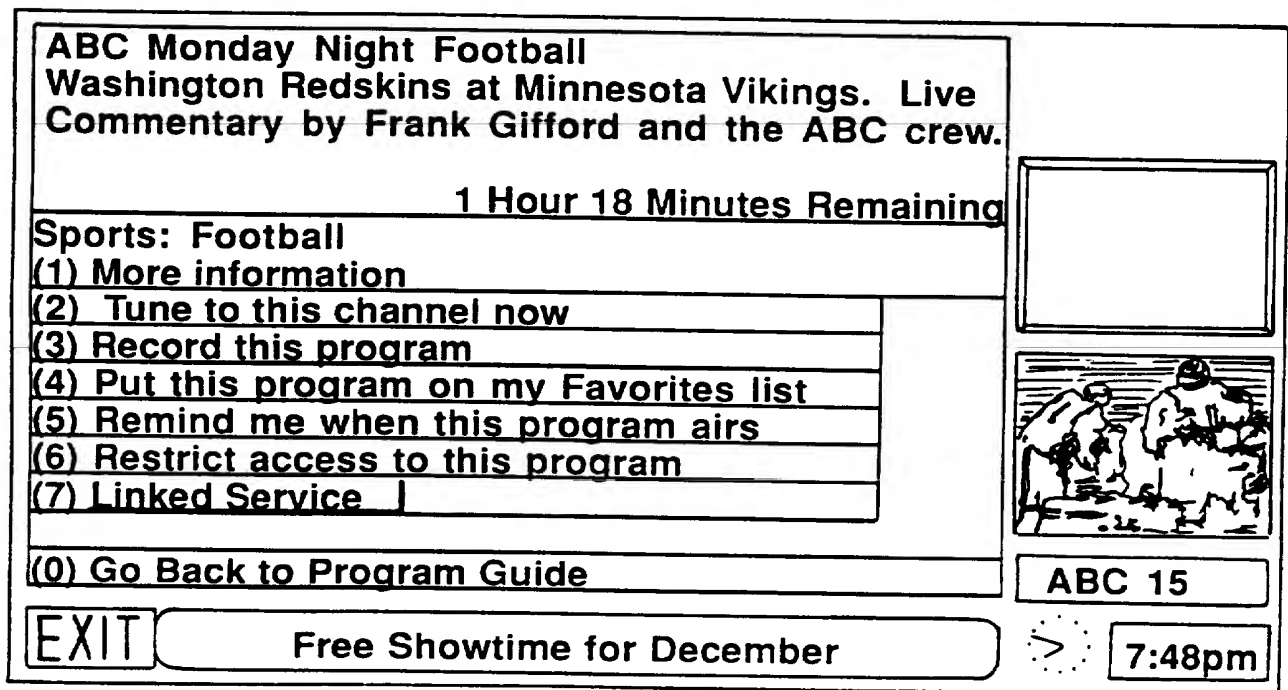 ABC Monday Night Football
Washington Redskins at Minnesota Vikings. Live
Commentary by Frank Gifford and the ABC crew.
1 Hour 18 Minutes Remaining
Sports: Football
(1) More information
(2) Tune to this channel now
(3) Record this program
(4) Put this program on my Favorites list
(5) Remind me when this program airs
(6) Restrict access to this program
(7) Linked Service
(0) Go Back to Program Guide
ABC 15
EXIT
Free Showtime for December
7:48pm